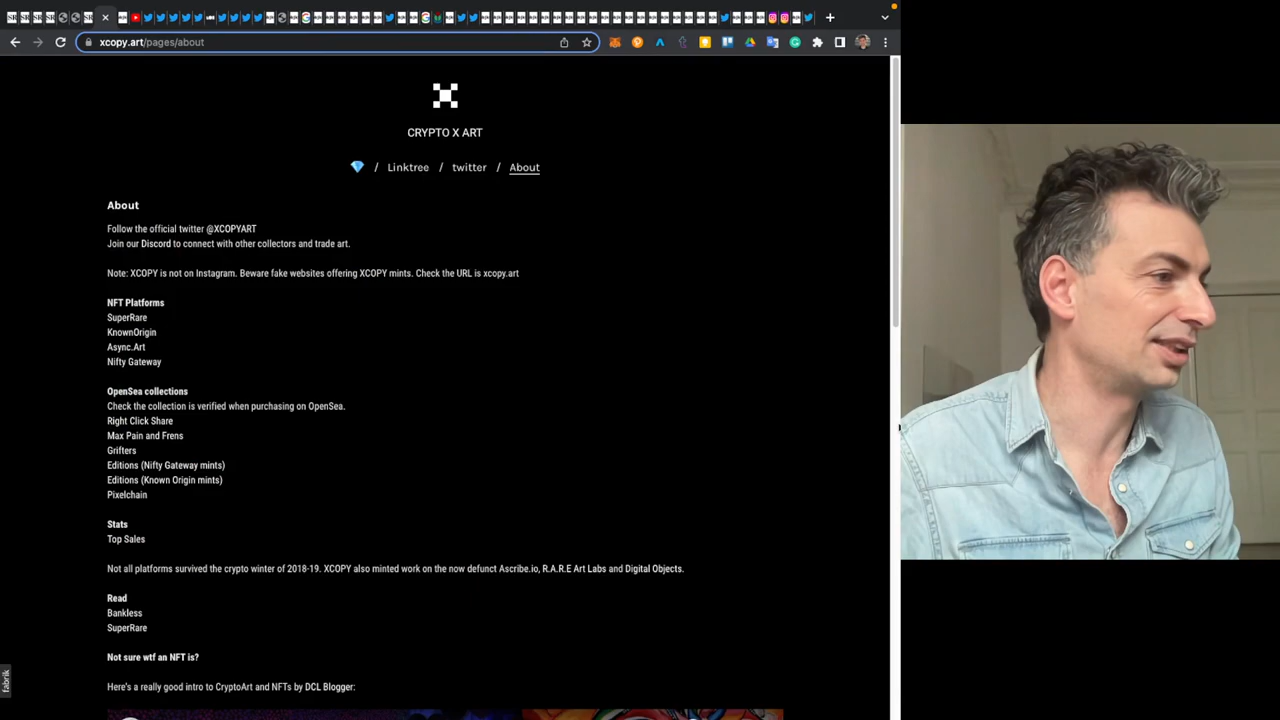 xcopy.art/pages/about
CRYPTO X ART
/ Linktree / twitter / About
About
Follow the official twitter @XCOPYART
Join our Discord to connect with other collectors and trade art.
Note: XCOPY is not on Instagram. Beware fake websites offering XCOPY mints. Check the URL is xcopy.art
NFT Platforms
SuperRare
KnownOrigin
Async.Art
Nifty Gateway
OpenSea collections
Check the collection is verified when purchasing on OpenSea.
Right Click Share
Max Pain and Frens
Grifters
Editions (Nifty Gateway mints)
Editions (Known Origin mints)
Pixelchain
Stats
Top Sales
Not all platforms survived the crypto winter of 2018-19. XCOPY also minted work on the now defunct Ascribe.io, R.A.R.E Art Labs and Digital Objects.
Read
Bankless
SuperRare
Not sure wtf an NFT is?
Here's a really good intro to CryptoArt and NFTs by DCL Blogger:
fabrik